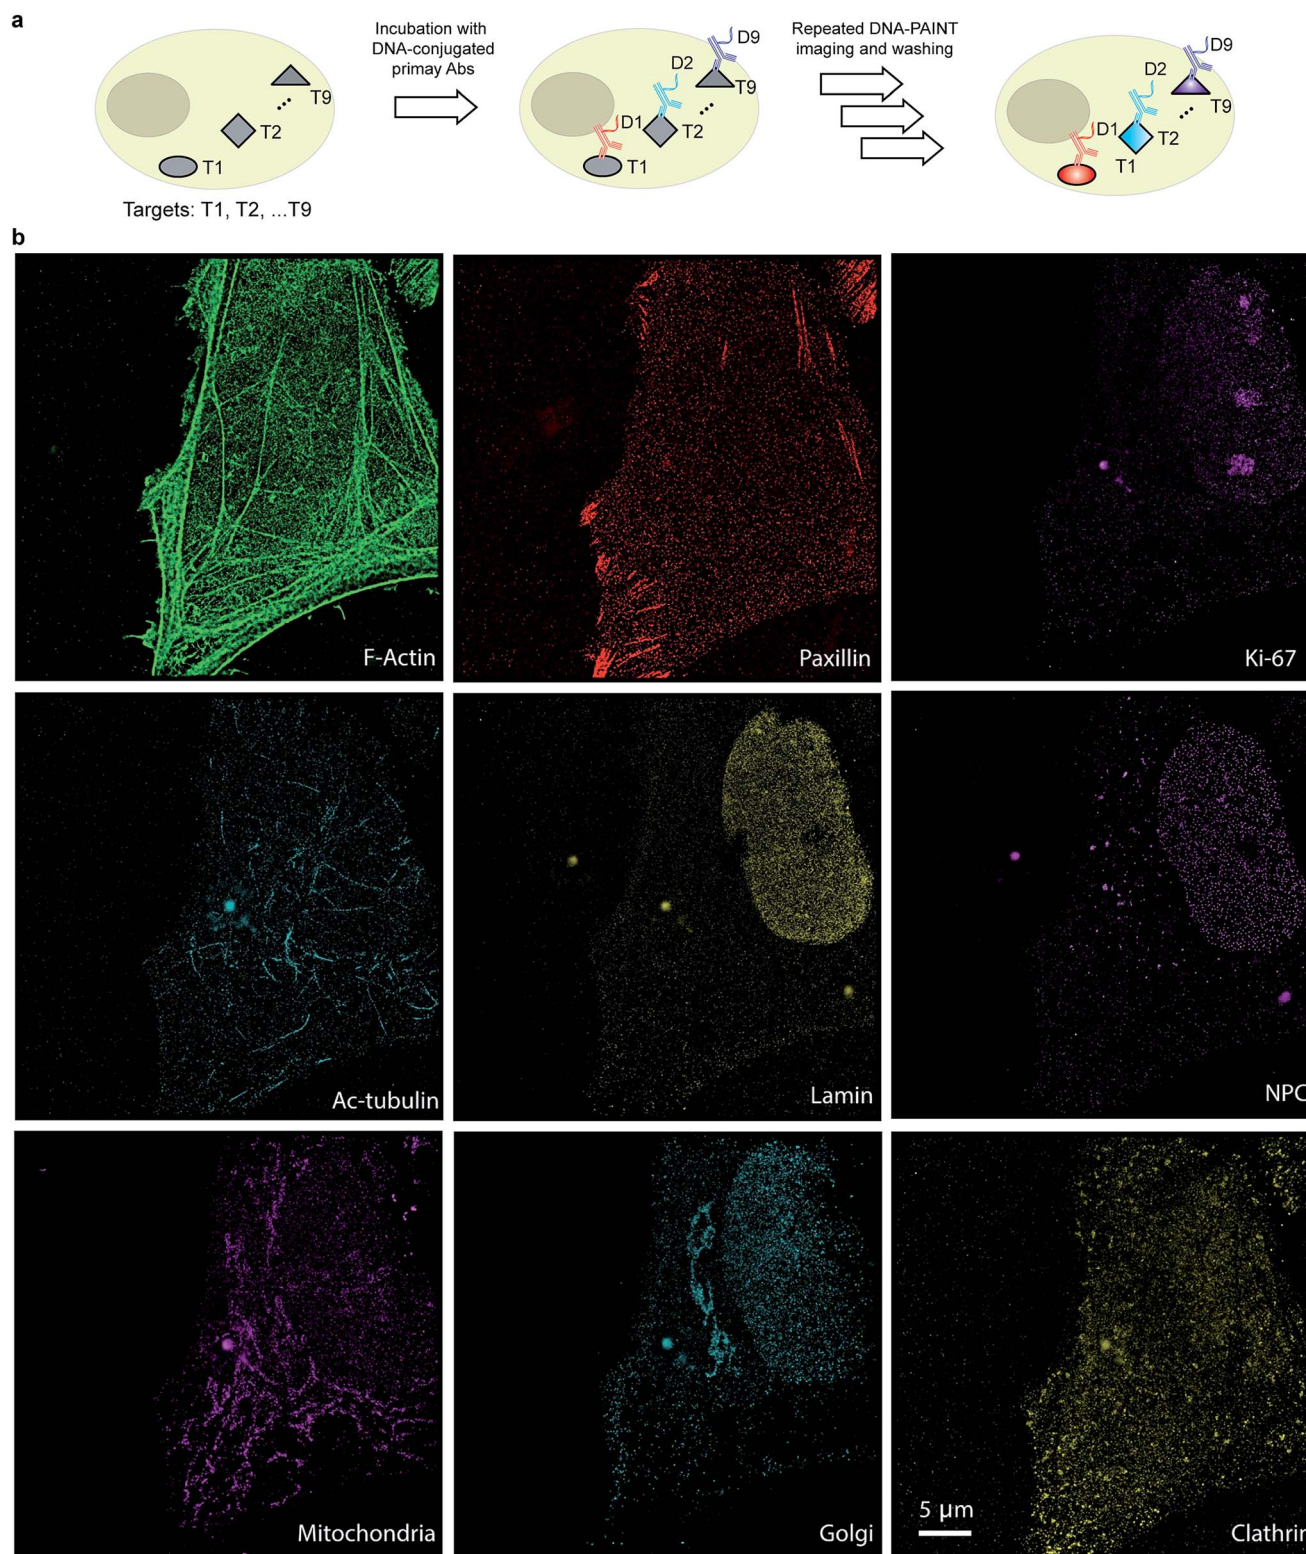 a
Incubation with
DNA-conjugated
primay Abs
Repeated DNA-PAINT
imaging and washing
T9
T2
T1
D9
D2
T9
D1
T2
T1
D9
D2
T9
D1
T2
T1
Targets: T1, T2, ...T9
b
F-Actin
Paxillin
Ki-67
Ac-tubulin
Lamin
NPC
Mitochondria
Golgi
5 µm
Clathrin